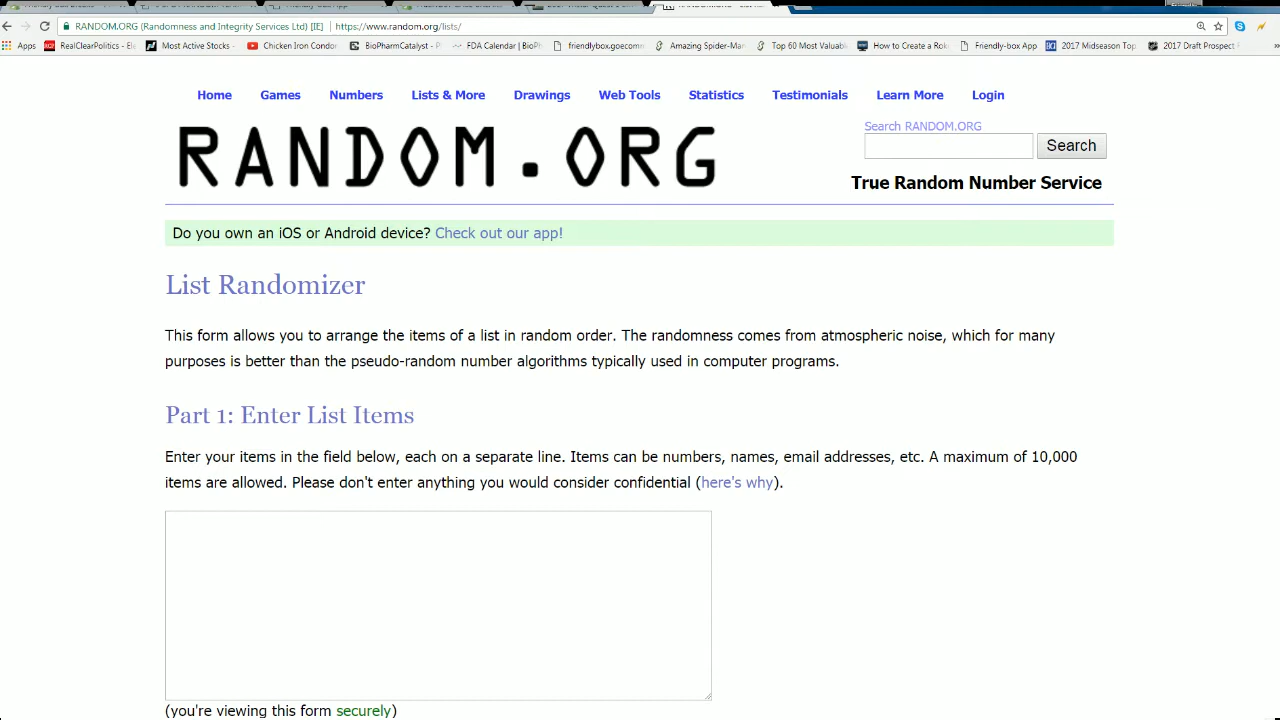 RANDOM.ORG (Randomness and Integrity Services Ltd) [IE] https://www.random.org/lists/
Apps RealClearPolitics - Ele Most Active Stocks - Chicken Iron Condor BioPharmCatalyst - P FDA Calendar | BioPh friendlybox.goecomm Amazing Spider-Man Top 60 Most Valuabl How to Create a Rol Friendly-box App 2017 Midseason Top 2017 Draft Prospect »
Home Games Numbers Lists & More Drawings Web Tools Statistics Testimonials Learn More Login
RANDOM.ORG
Search RANDOM.ORG
Search
True Random Number Service
Do you own an iOS or Android device? Check out our app!
List Randomizer
This form allows you to arrange the items of a list in random order. The randomness comes from atmospheric noise, which for many
purposes is better than the pseudo-random number algorithms typically used in computer programs.
Part 1: Enter List Items
Enter your items in the field below, each on a separate line. Items can be numbers, names, email addresses, etc. A maximum of 10,000
items are allowed. Please don't enter anything you would consider confidential (here's why).
(you're viewing this form securely)